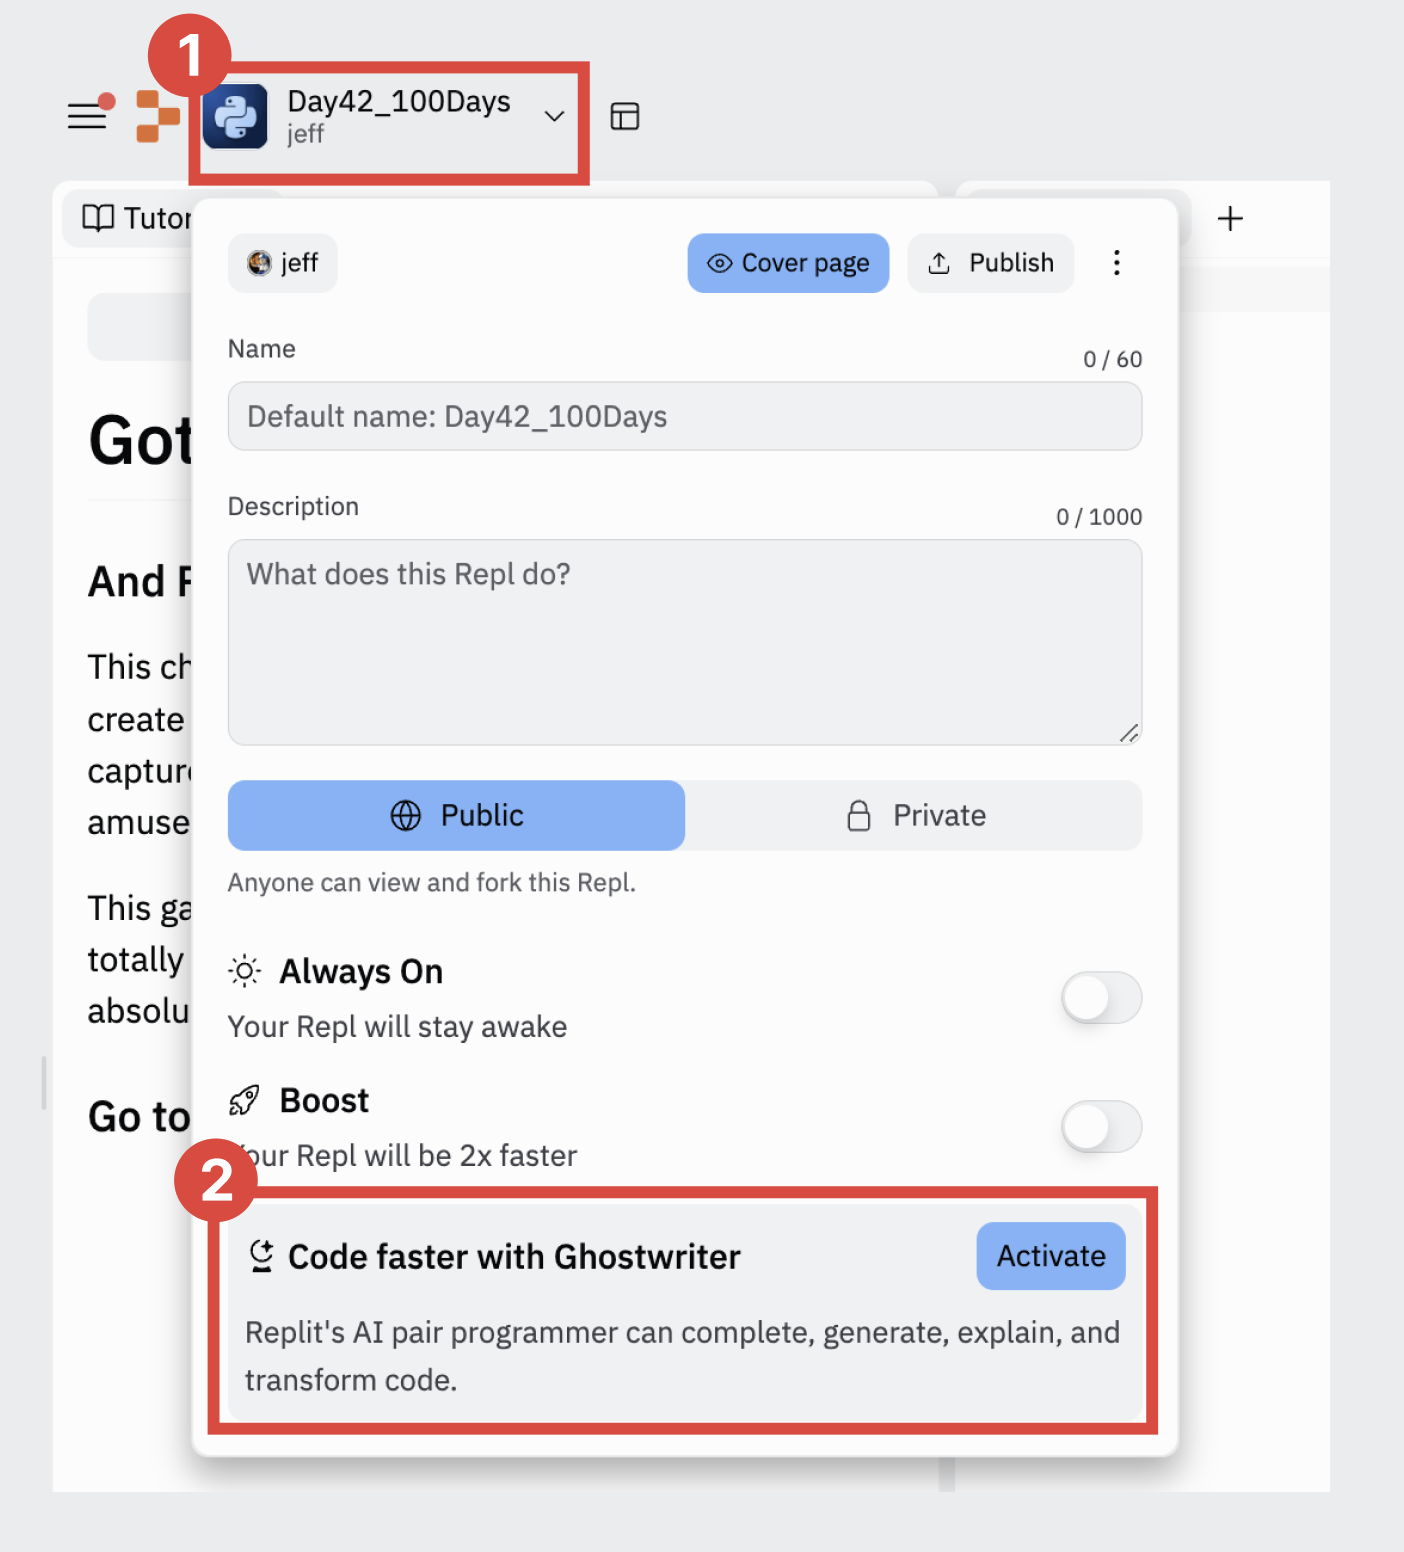 1
Day42_100Days
jeff
Tutor
jeff
Cover page
Publish
Name
0 / 60
Default name: Day42_100Days
Description
0 / 1000
What does this Repl do?
Public
Private
Anyone can view and fork this Repl.
Always On
Your Repl will stay awake
Boost
Your Repl will be 2x faster
2
Code faster with Ghostwriter
Activate
Replit's AI pair programmer can complete, generate, explain, and
transform code.
Got
And
This ch
create
capture
amuse
This ga
totally
absolu
Go to